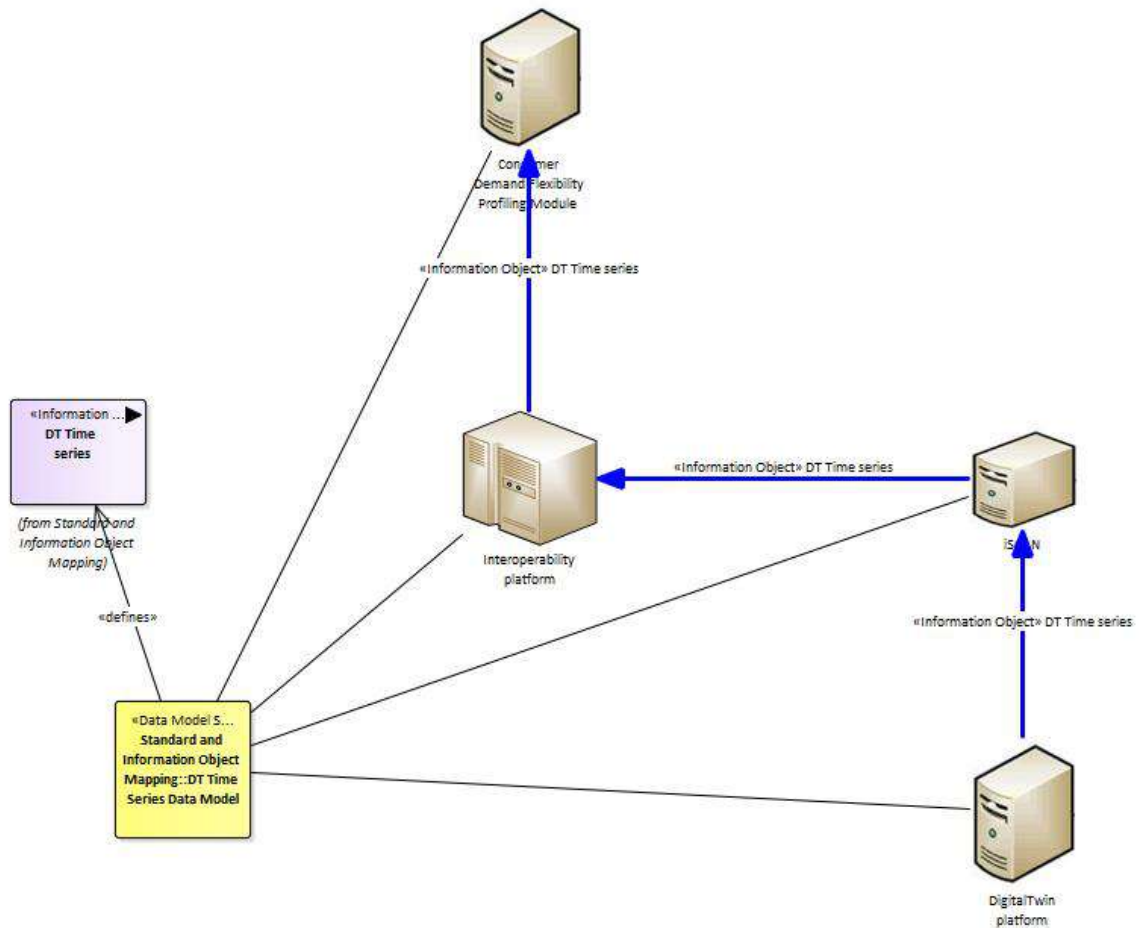 Consumer
Demand Flexibility
Profiling Module
«Information Object» DT Time series
«Information ...
DT Time
series
(from Standard and
Information Object
Mapping)
«Information Object» DT Time series
Interoperability
platform
«defines»
«Information Object» DT Time series
«Data Model S...
Standard and
Information Object
Mapping::DT Time
Series Data Model
DigitalTwin
platform